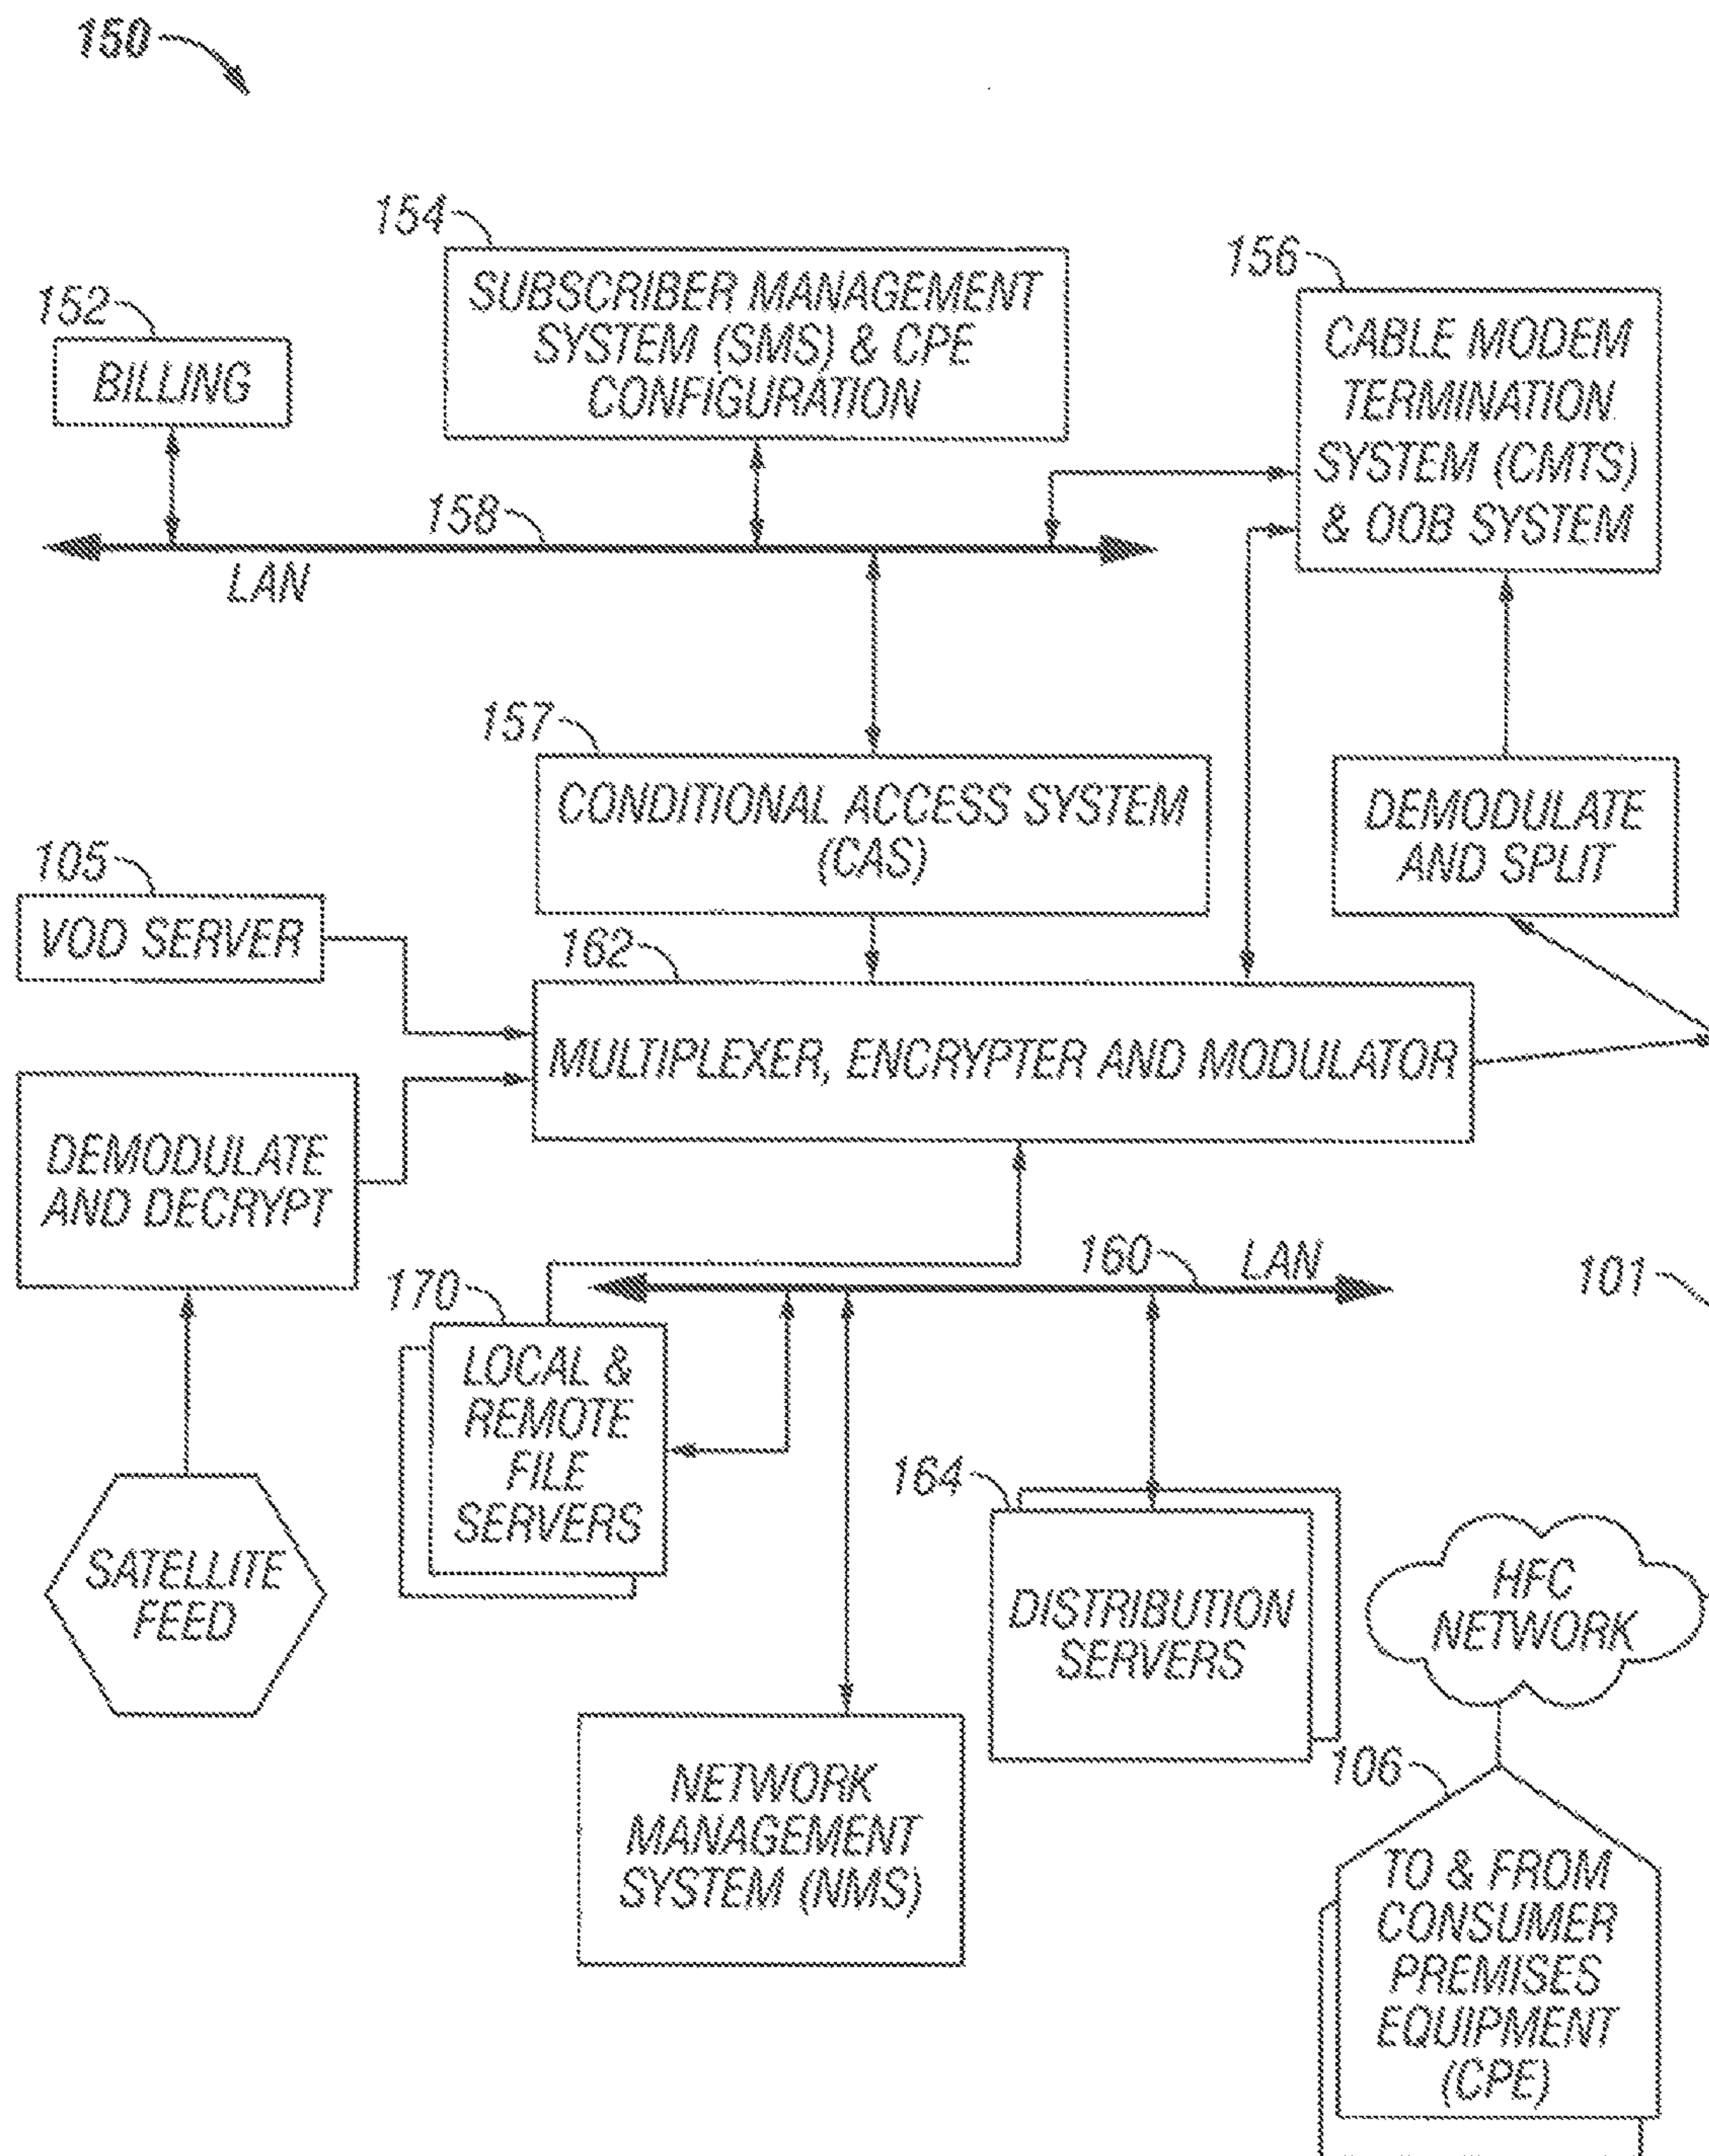 150
154
SUBSCRIBER MANAGEMENT
SYSTEM (SMS) & CPE
CONFIGURATION
156
CABLE MODEM
TERMINATION
SYSTEM (CMTS)
& OOB SYSTEM
152
BILLING
158
LAN
157
CONDITIONAL ACCESS SYSTEM
(CAS)
DEMODULATE
AND SPLIT
105
VOD SERVER
162
MULTIPLEXER, ENCRYPTER AND MODULATOR
DEMODULATE
AND DECRYPT
160
LAN
101
170
LOCAL &
REMOTE
FILE
SERVERS
164
DISTRIBUTION
SERVERS
SATELLITE
FEED
HFC
NETWORK
NETWORK
MANAGEMENT
SYSTEM (NMS)
106
TO & FROM
CONSUMER
PREMISES
EQUIPMENT
(CPE)